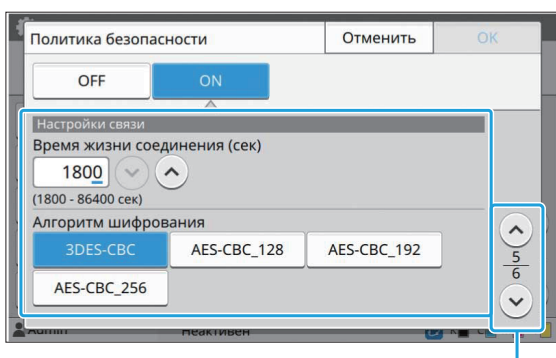 Политика безопасности
Отменить
OK
OFF
ON
Настройки связи
Время жизни соединения (сек)
1800
(1800 - 86400 сек)
Алгоритм шифрования
3DES-CBC
AES-CBC_128
AES-CBC_192
AES-CBC_256
5
6
Admin
Неактивен